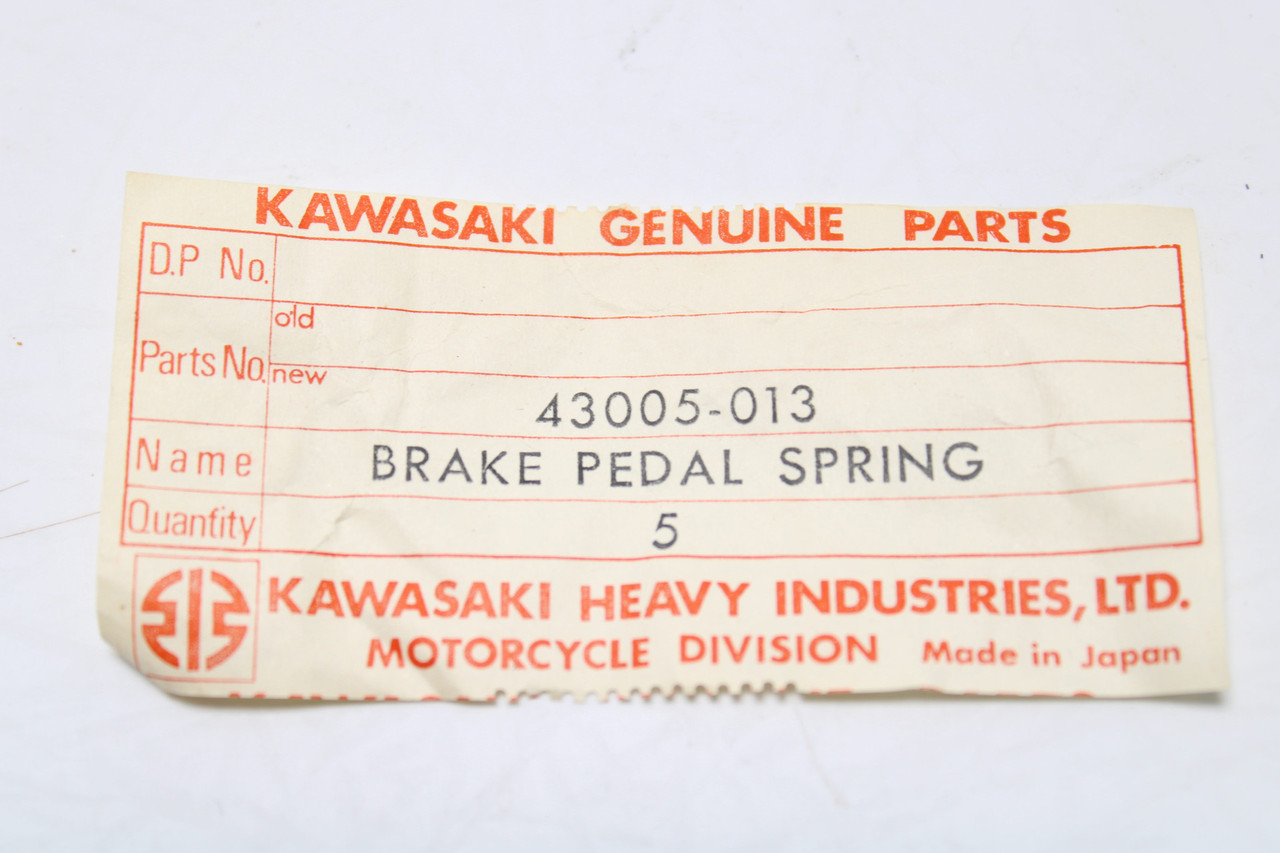 KAWASAKI GENUINE PARTS
D.P No.
Parts No. old
new 43005-013
Name BRAKE PEDAL SPRING
Quantity 5
KAWASAKI HEAVY INDUSTRIES, LTD.
MOTORCYCLE DIVISION Made in Japan